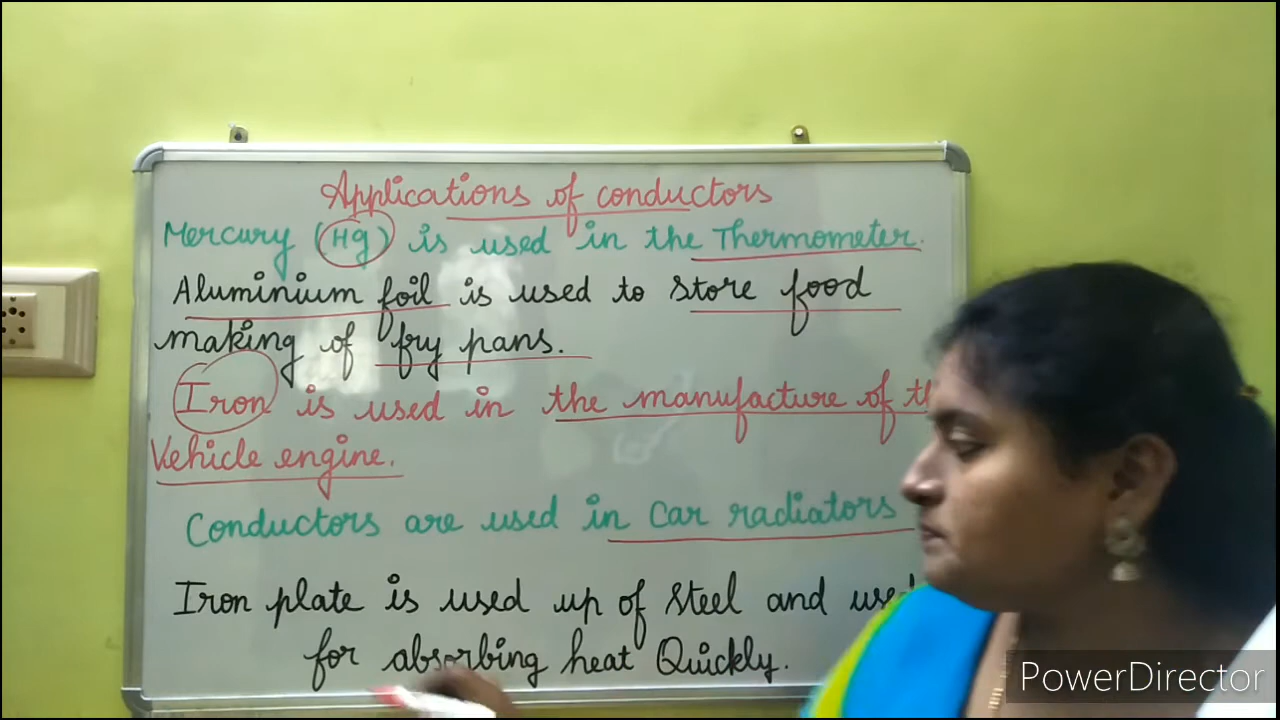 Applications of conductors
Mercury (Hg) is used in the Thermometer.
Aluminium foil is used to store food
making of fry pans.
Iron is used in the manufacture of th
Vehicle engine.
Conductors are used in car radiators
Iron plate is used up of steel and use
for absorbing heat Quickly.
PowerDirector